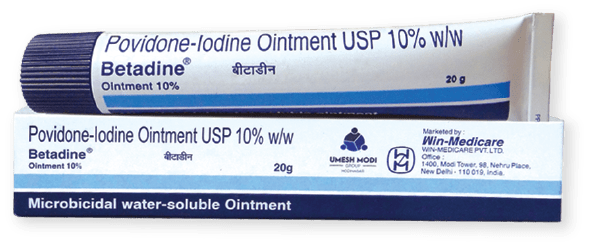 Povidone-Iodine Ointment USP 10% w/w
Betadine® बीटाडीन
Ointment 10% 20 g
Povidone-Iodine Ointment USP 10% w/w
Betadine® बीटाडीन
Ointment 10% 20g
UMESH MODI
GROUP
Marketed by :
Win-Medicare
WIN-MEDICARE PVT. LTD.
Office :
1400, Modi Tower, 98, Nehru Place,
New Delhi - 110 019, India.
Microbicidal water-soluble Ointment